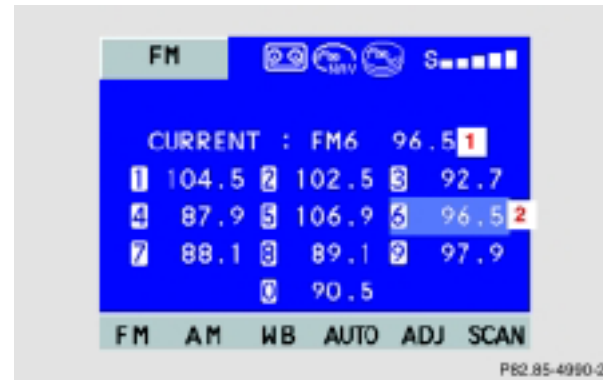 FM NAV S
CURRENT : FM6 96.5 1
1 104.5 2 102.5 3 92.7
4 87.9 5 106.9 6 96.5 2
7 88.1 8 89.1 9 97.9
0 90.5
FM AM WB AUTO ADJ SCAN
P82.85-4990-2